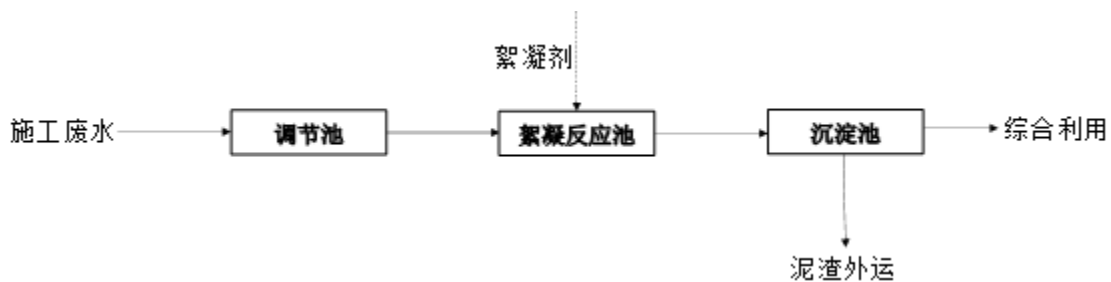 絮凝剂
施工废水
调节池
絮凝反应池
沉淀池
综合利用
泥渣外运